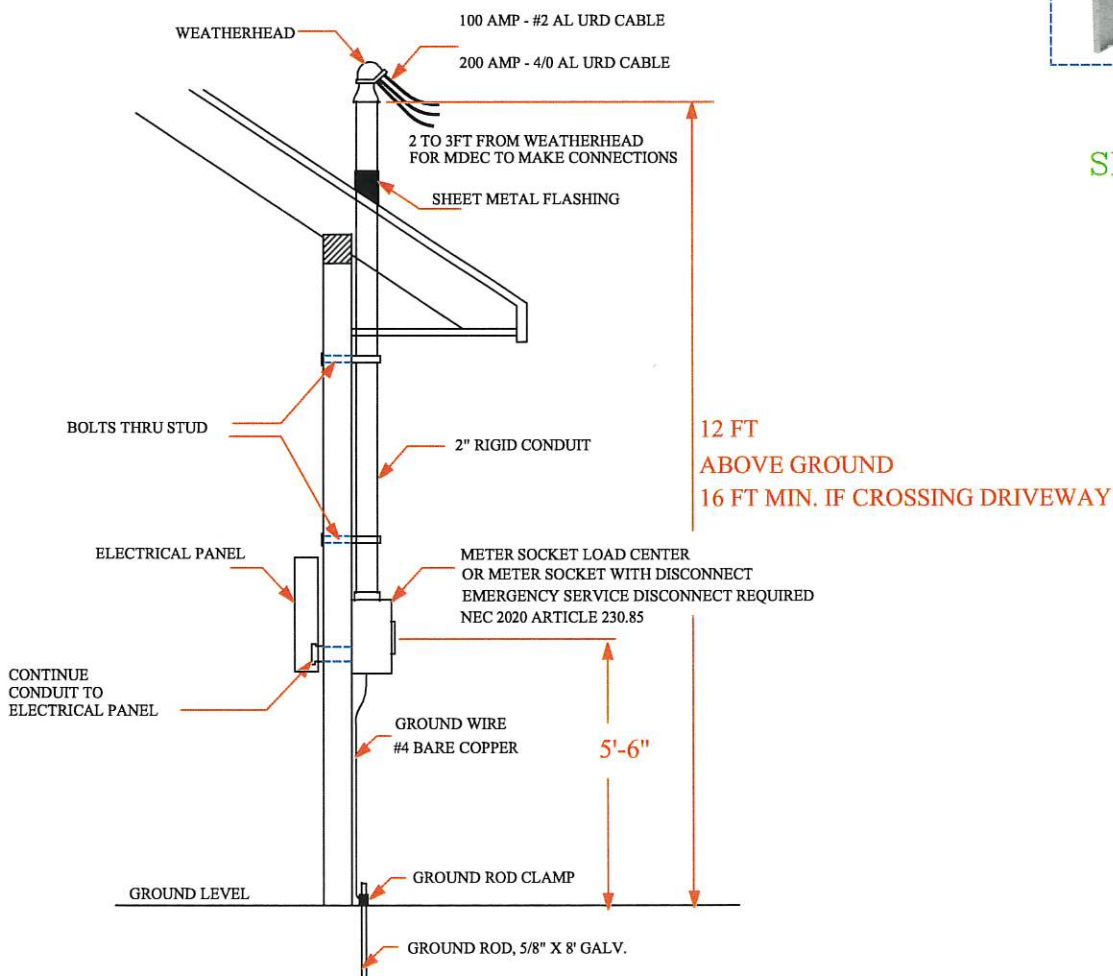 100 AMP - #2 AL URD CABLE
WEATHERHEAD
200 AMP - 4/0 AL URD CABLE
2 TO 3FT FROM WEATHERHEAD
FOR MDEC TO MAKE CONNECTIONS
SHEET METAL FLASHING
12 FT
ABOVE GROUND
16 FT MIN. IF CROSSING DRIVEWAY
BOLTS THRU STUD
2" RIGID CONDUIT
ELECTRICAL PANEL
METER SOCKET LOAD CENTER
OR METER SOCKET WITH DISCONNECT
EMERGENCY SERVICE DISCONNECT REQUIRED
NEC 2020 ARTICLE 230.85
CONTINUE
CONDUIT TO
ELECTRICAL PANEL
GROUND WIRE
#4 BARE COPPER
5'-6"
GROUND ROD CLAMP
GROUND LEVEL
GROUND ROD, 5/8" X 8' GALV.